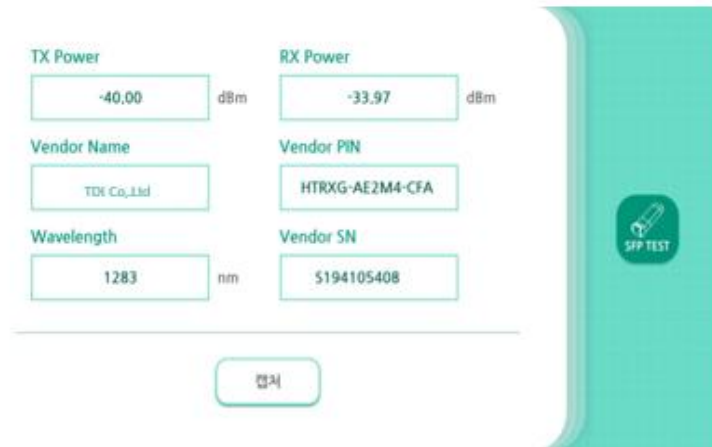 TX Power
RX Power
-40.00 dBm
-33.97 dBm
Vendor Name
Vendor PIN
TDI Co,.Ltd
HTRXG-AE2M4-CFA
Wavelength
Vendor SN
1283 nm
S194105408
SFP TEST
캡처